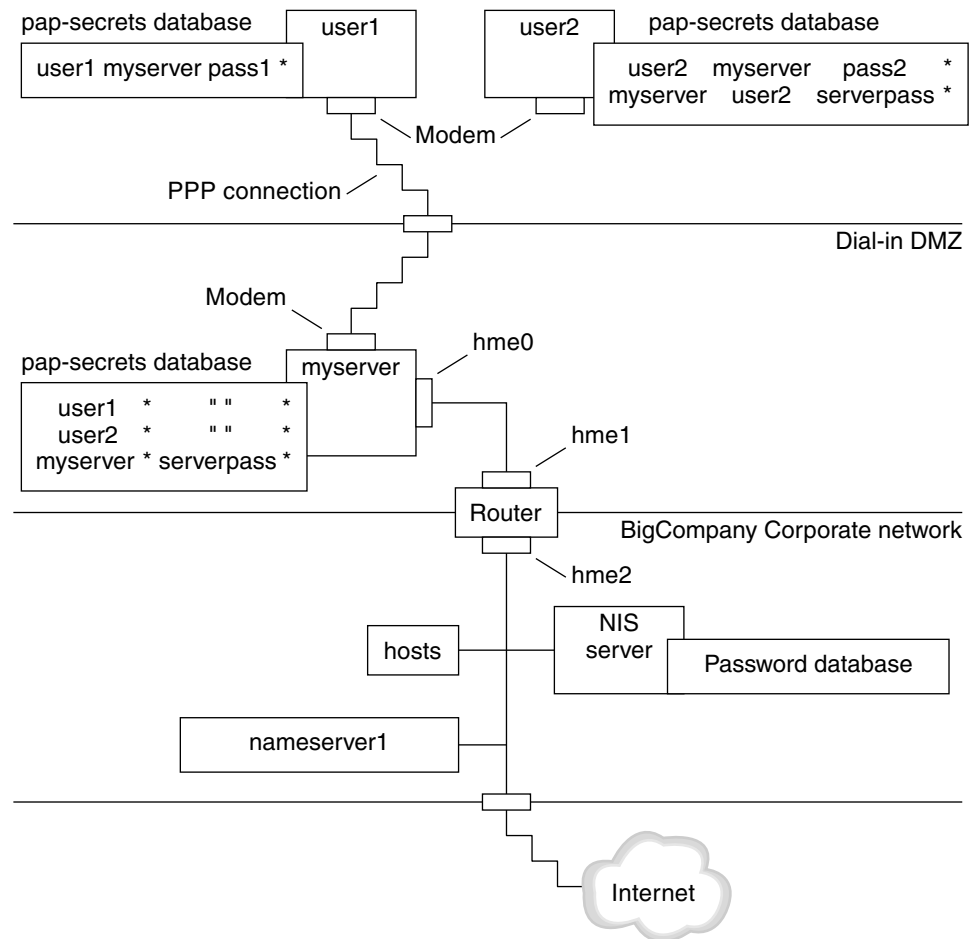 pap-secrets database
user1
user2
pap-secrets database
user1 myserver pass1 *
user2 myserver pass2 *
myserver user2 serverpass *
Modem
PPP connection
Dial-in DMZ
Modem
hme0
pap-secrets database
myserver
user1 * " " *
user2 * " " *
myserver * serverpass *
hme1
Router
BigCompany Corporate network
hme2
hosts
NIS
server
Password database
nameserver1
Internet